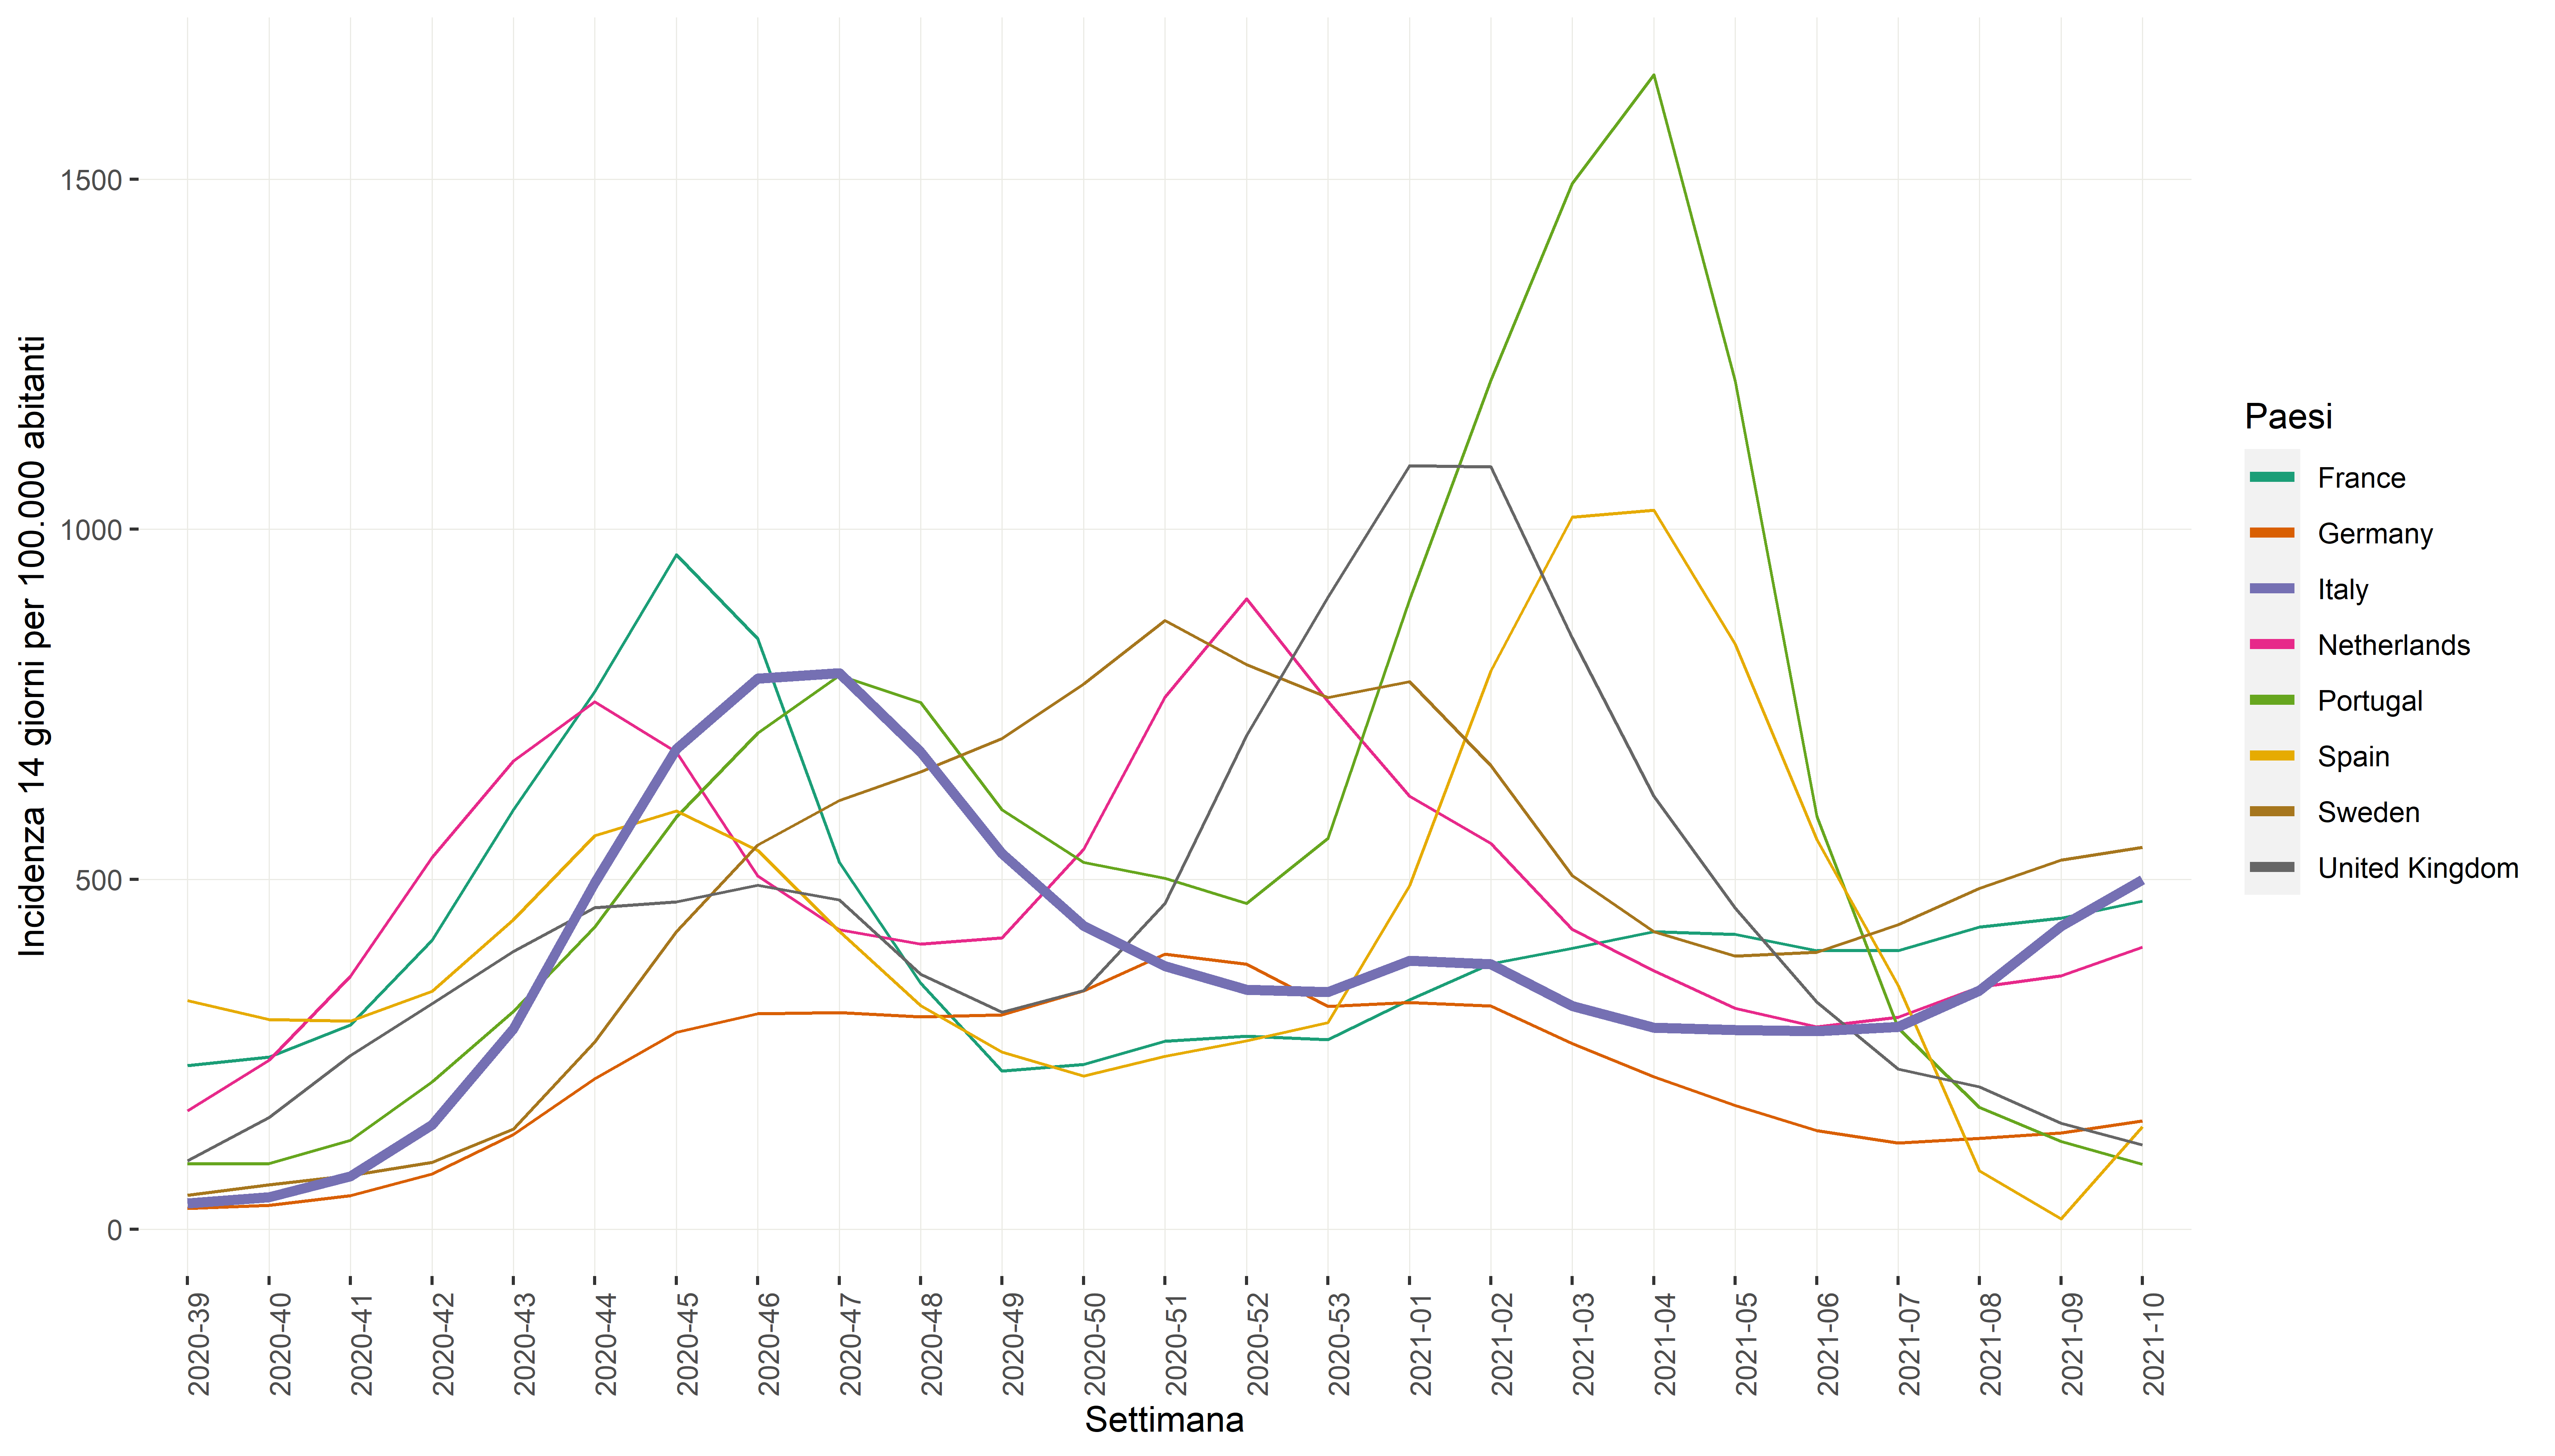 Incidenza 14 giorni per 100.000 abitanti
1500
1000
500
0
2020-39
2020-40
2020-41
2020-42
2020-43
2020-44
2020-45
2020-46
2020-47
2020-48
2020-49
2020-50
2020-51
2020-52
2020-53
2021-01
2021-02
2021-03
2021-04
2021-05
2021-06
2021-07
2021-08
2021-09
2021-10
Settimana
Paesi
France
Germany
Italy
Netherlands
Portugal
Spain
Sweden
United Kingdom